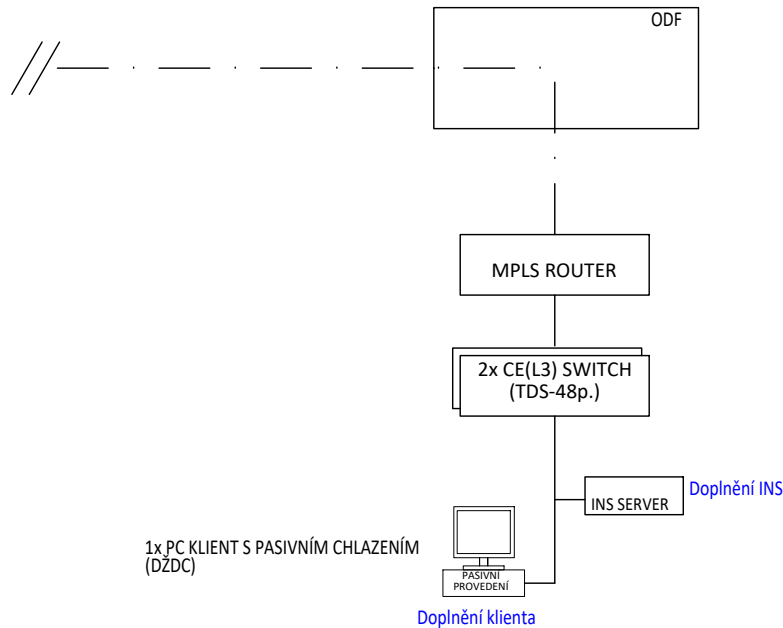 ODF
MPLS ROUTER
2x CE(L3) SWITCH
(TDS-48p.)
Doplnění INS
INS SERVER
1x PC KLIENT S PASIVNÍM CHLAZENÍM
(DŽDC)
PASIVNÍ
PROVEDENÍ
Doplnění klienta